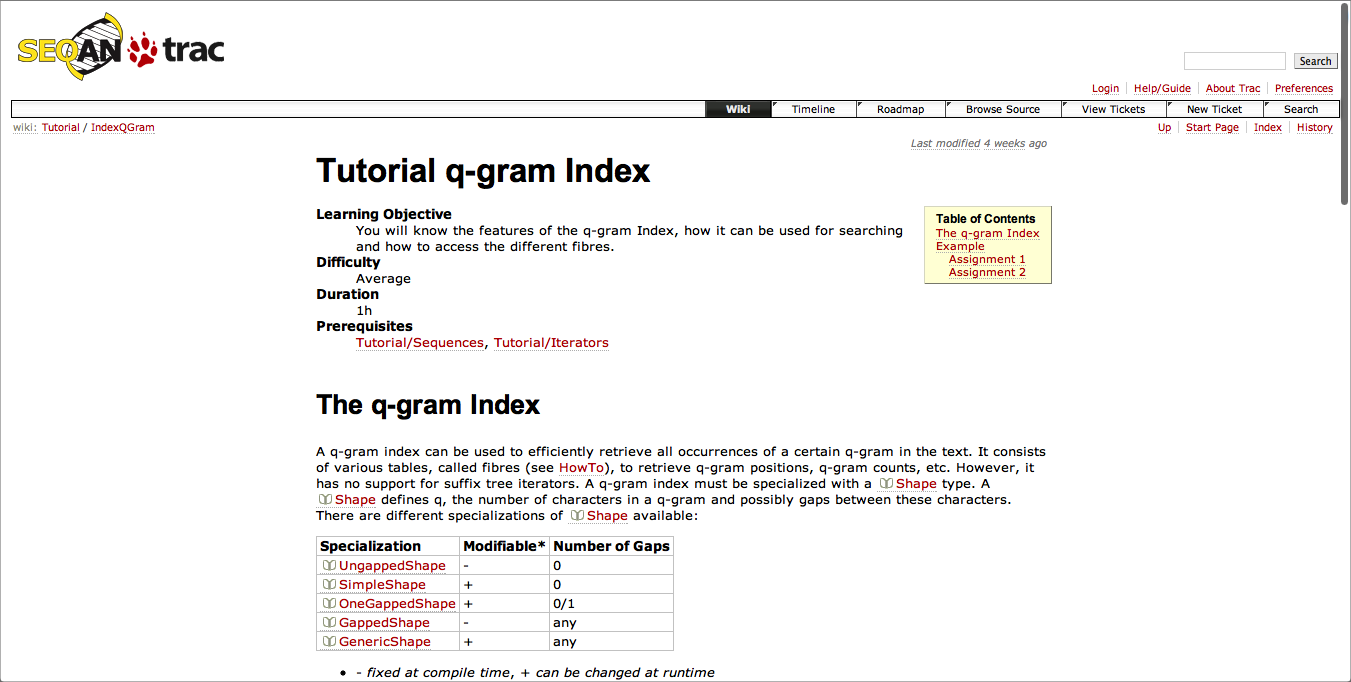 SEQAN trac
Search
Login Help/Guide About Trac Preferences
Wiki Timeline Roadmap Browse Source View Tickets New Ticket Search
wiki: Tutorial / IndexQGram
Up Start Page Index History
Last modified 4 weeks ago
Tutorial q-gram Index
Learning Objective
You will know the features of the q-gram Index, how it can be used for searching
and how to access the different fibres.
Difficulty
Average
Duration
1h
Prerequisites
Tutorial/Sequences, Tutorial/Iterators
Table of Contents
The q-gram Index
Example
Assignment 1
Assignment 2
The q-gram Index
A q-gram index can be used to efficiently retrieve all occurrences of a certain q-gram in the text. It consists
of various tables, called fibres (see HowTo), to retrieve q-gram positions, q-gram counts, etc. However, it
has no support for suffix tree iterators. A q-gram index must be specialized with a Shape type. A
Shape defines q, the number of characters in a q-gram and possibly gaps between these characters.
There are different specializations of Shape available:
Specialization Modifiable* Number of Gaps
UngappedShape - 0
SimpleShape + 0
OneGappedShape + 0/1
GappedShape - any
GenericShape + any
• - fixed at compile time, + can be changed at runtime